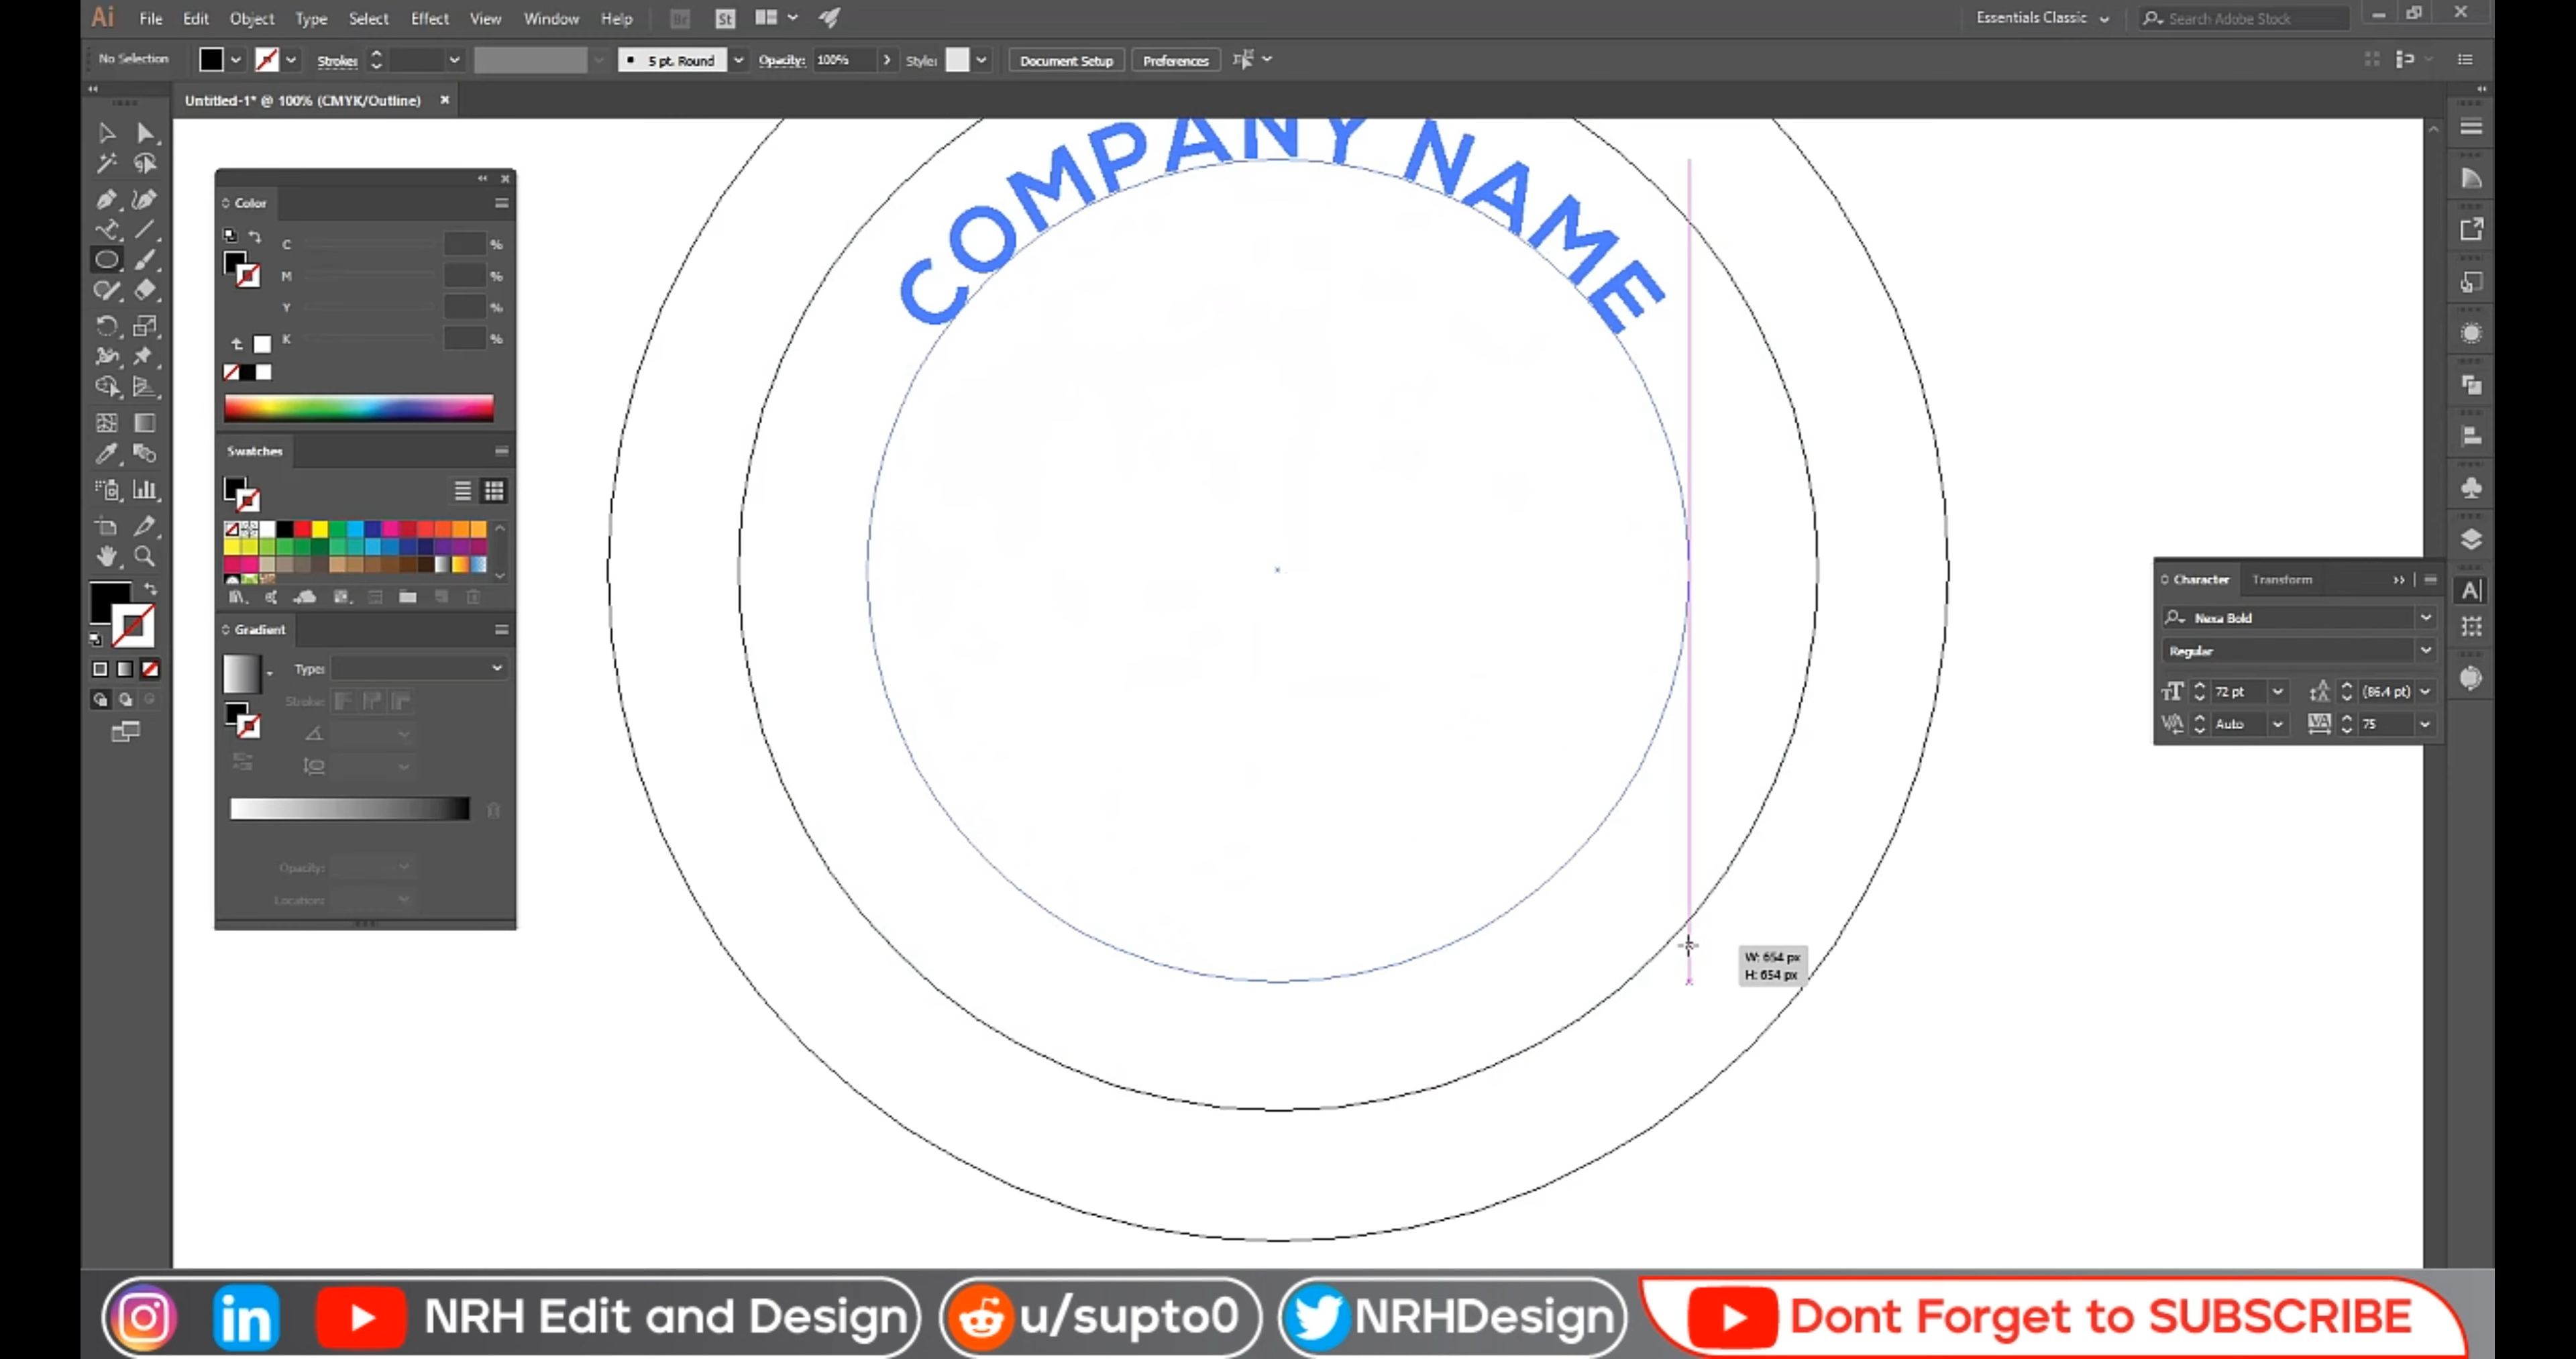 Ai File Edit Object Type Select Effect View Window Help Br St Essentials Classic Search Adobe Stock
No Selection Stroke: 5 pt. Round Opacity: 100% Style: Document Setup Preferences
Untitled-1* @ 100% (CMYK/Outline)
COMPANY NAME
Color
C %
M %
Y %
K %
Swatches
Gradient
Type:
Stroke:
Opacity:
Location:
Character Transform
Nexa Bold
Regular
72 pt (86.4 pt)
Auto 75
W: 654 px
H: 654 px
NRH Edit and Design u/supto0 NRHDesign Dont Forget to SUBSCRIBE